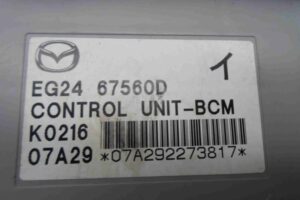 EG24 67560D
イ
CONTROL UNIT-BCM
K0216
07A29 *07A292273817*